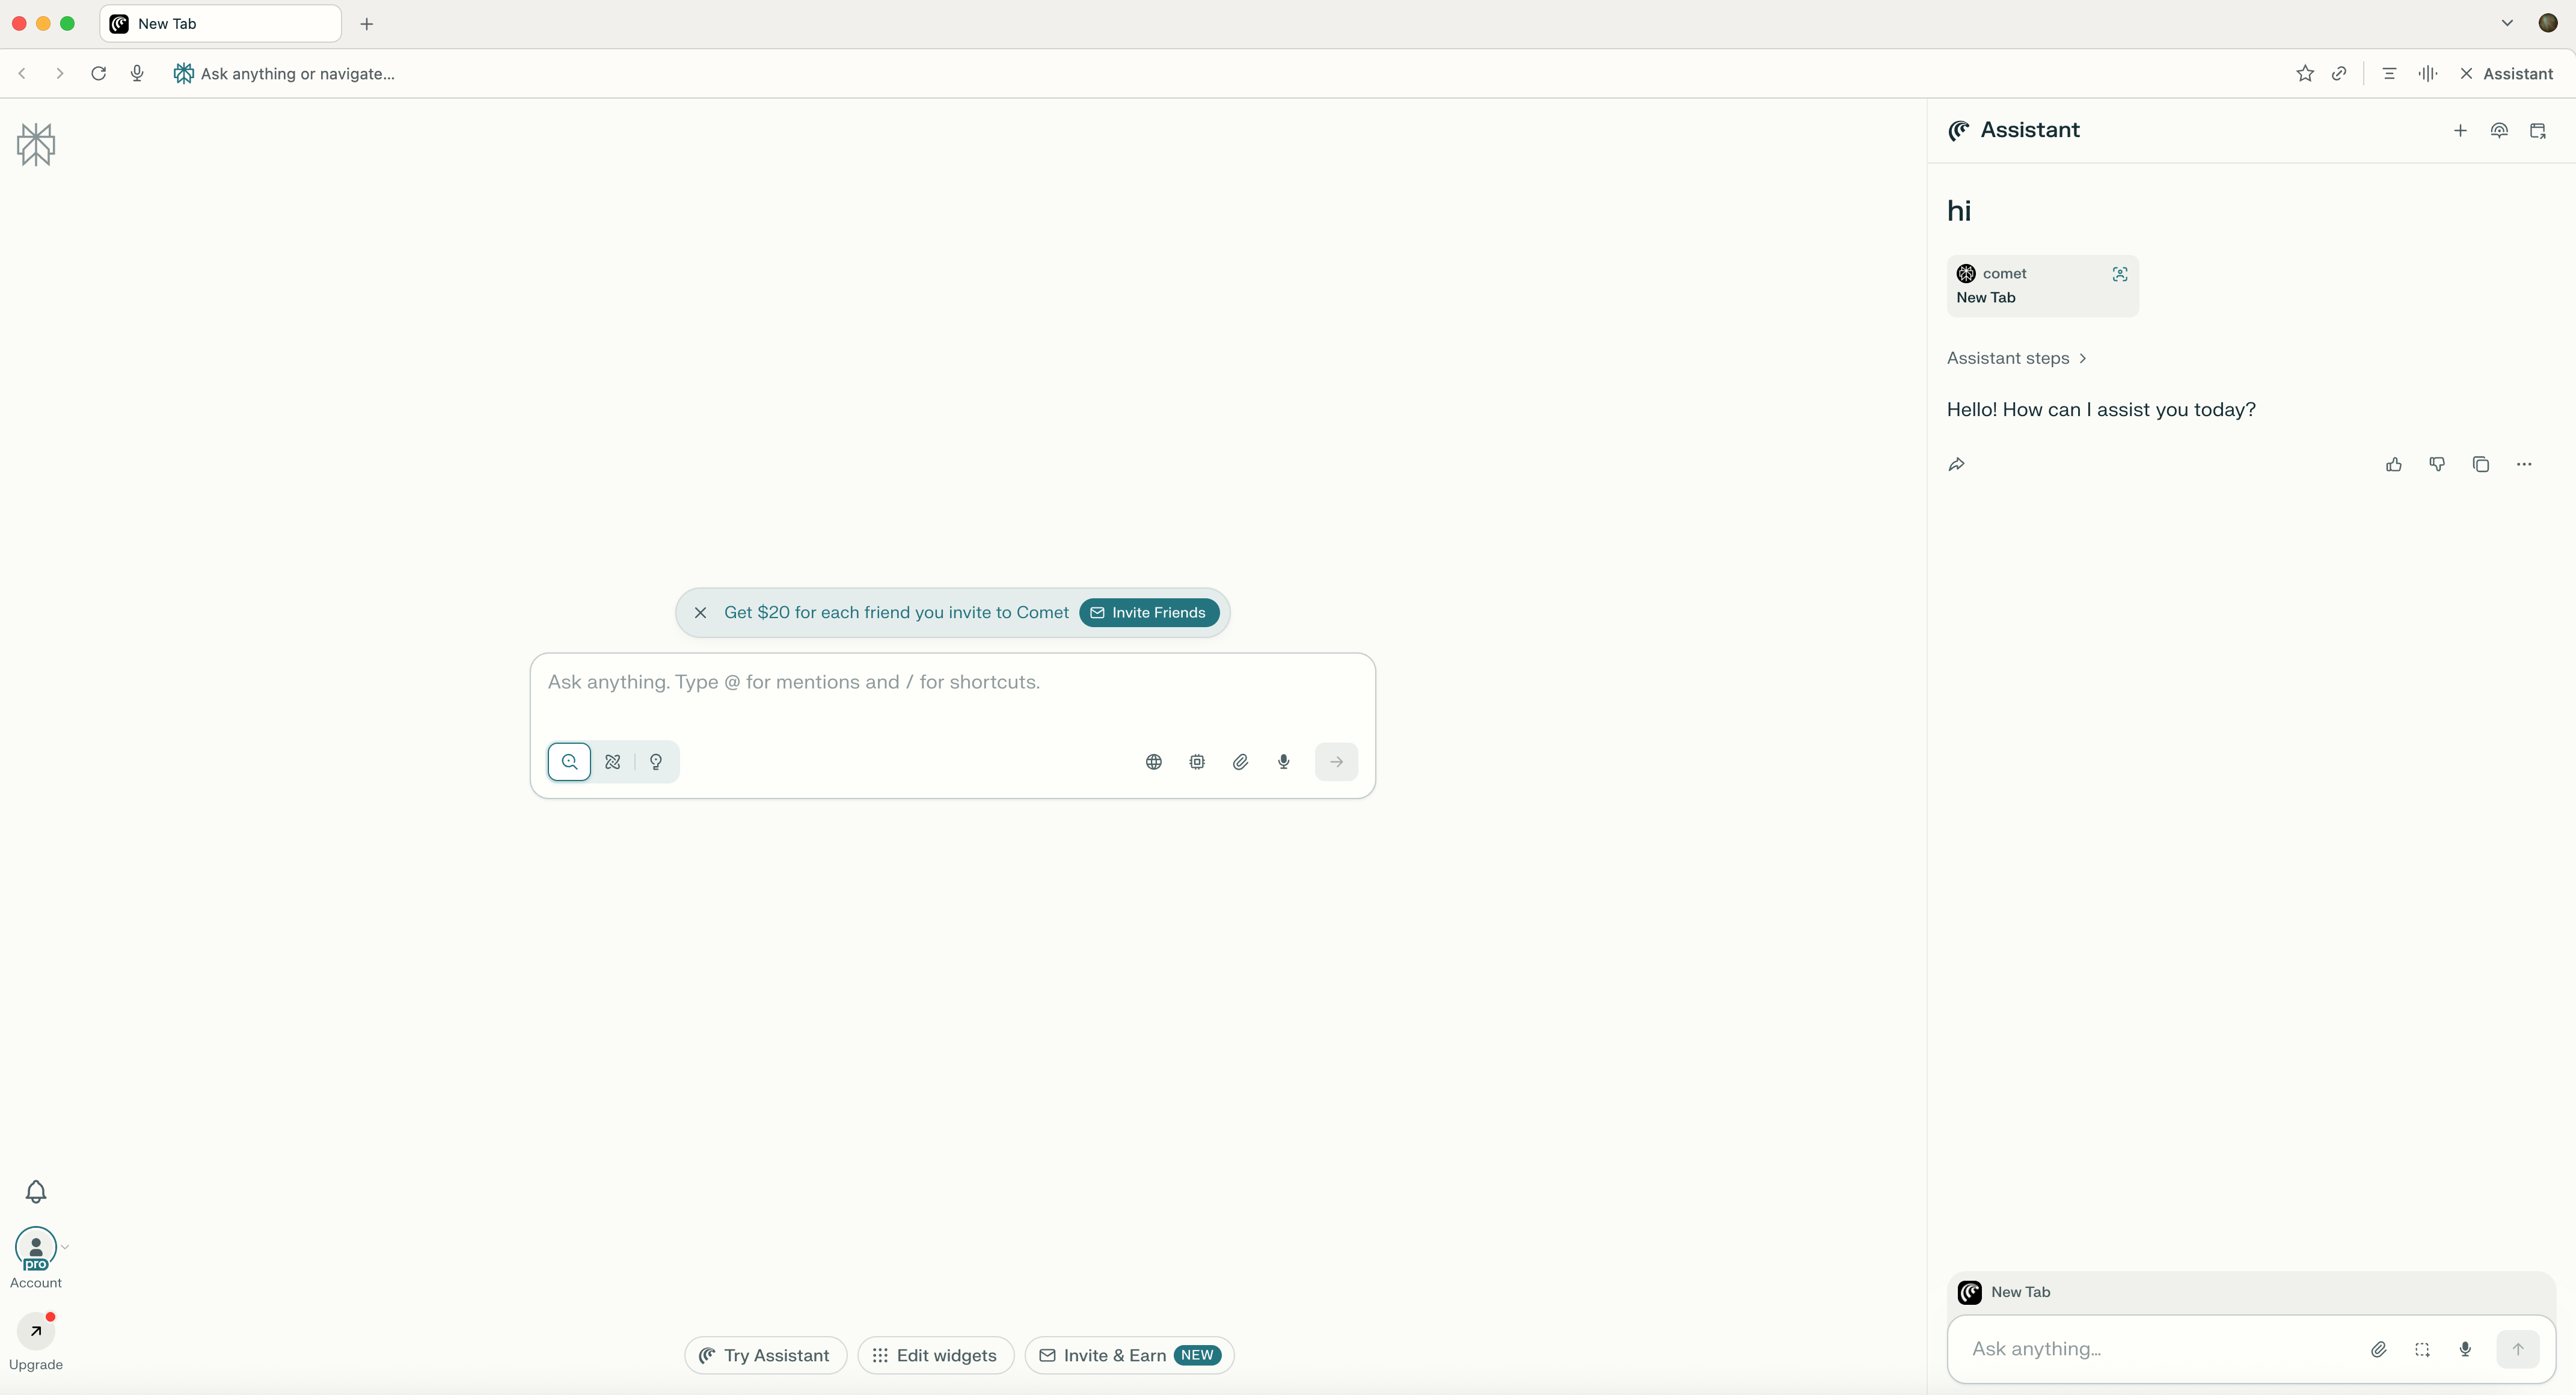 New Tab
Ask anything or navigate...
Assistant
Assistant
hi
comet
New Tab
Assistant steps
Hello! How can I assist you today?
Get $20 for each friend you invite to Comet
Invite Friends
Ask anything. Type @ for mentions and / for shortcuts.
pro
Account
Upgrade
Try Assistant
Edit widgets
Invite & Earn NEW
New Tab
Ask anything...